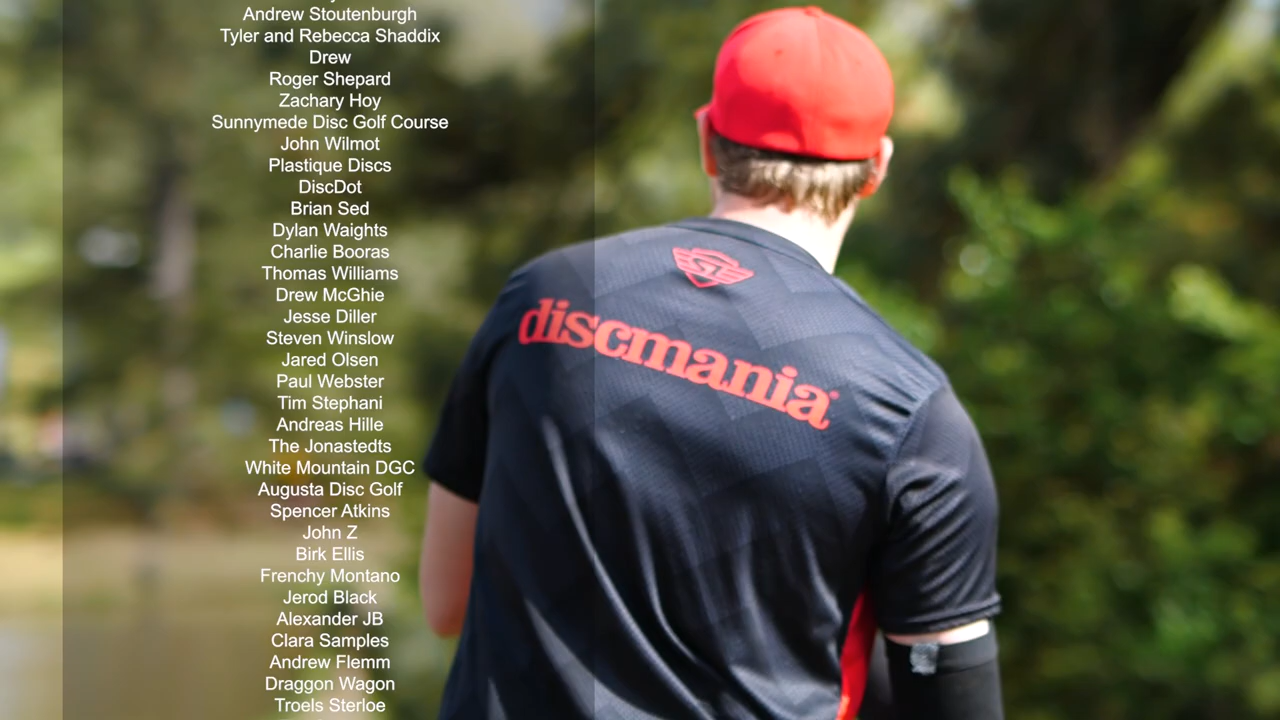 Andrew Stoutenburgh
Tyler and Rebecca Shaddix
Drew
Roger Shepard
Zachary Hoy
Sunnymede Disc Golf Course
John Wilmot
Plastique Discs
DiscDot
Brian Sed
Dylan Waights
Charlie Booras
Thomas Williams
Drew McGhie
Jesse Diller
Steven Winslow
Jared Olsen
Paul Webster
Tim Stephani
Andreas Hille
The Jonastedts
White Mountain DGC
Augusta Disc Golf
Spencer Atkins
John Z
Birk Ellis
Frenchy Montano
Jerod Black
Alexander JB
Clara Samples
Andrew Flemm
Draggon Wagon
Troels Sterloe
discmania